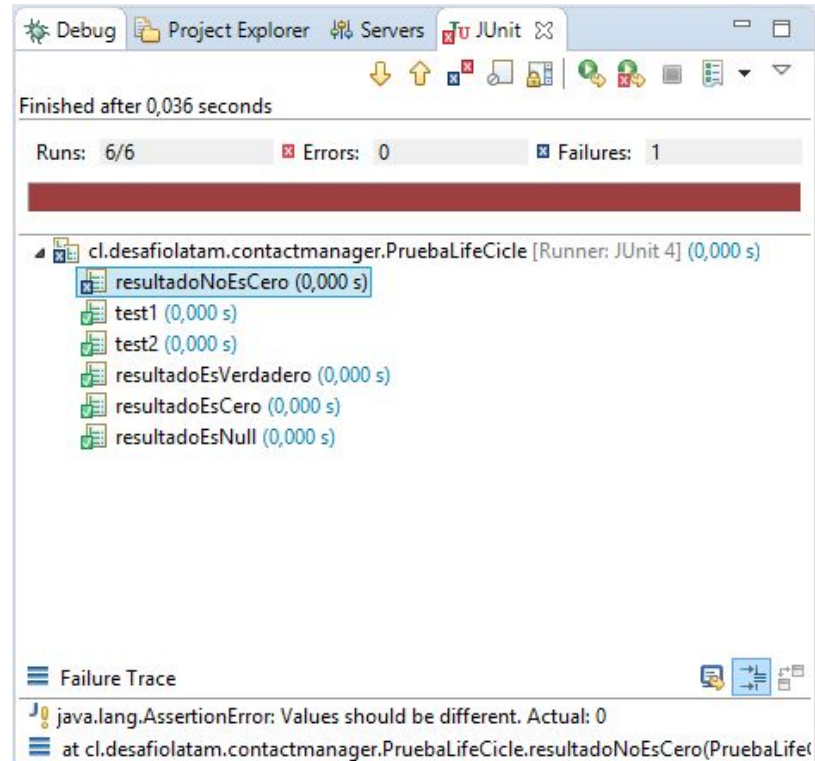 Debug Project Explorer Servers JUnit
Finished after 0,036 seconds
Runs: 6/6 Errors: 0 Failures: 1
cl.desafiolatam.contactmanager.PruebaLifeCicle [Runner: JUnit 4] (0,000 s)
resultadoNoEsCero (0,000 s)
test1 (0,000 s)
test2 (0,000 s)
resultadoEsVerdadero (0,000 s)
resultadoEsCero (0,000 s)
resultadoEsNull (0,000 s)
Failure Trace
java.lang.AssertionError: Values should be different. Actual: 0
at cl.desafiolatam.contactmanager.PruebaLifeCicle.resultadoNoEsCero(PruebaLife